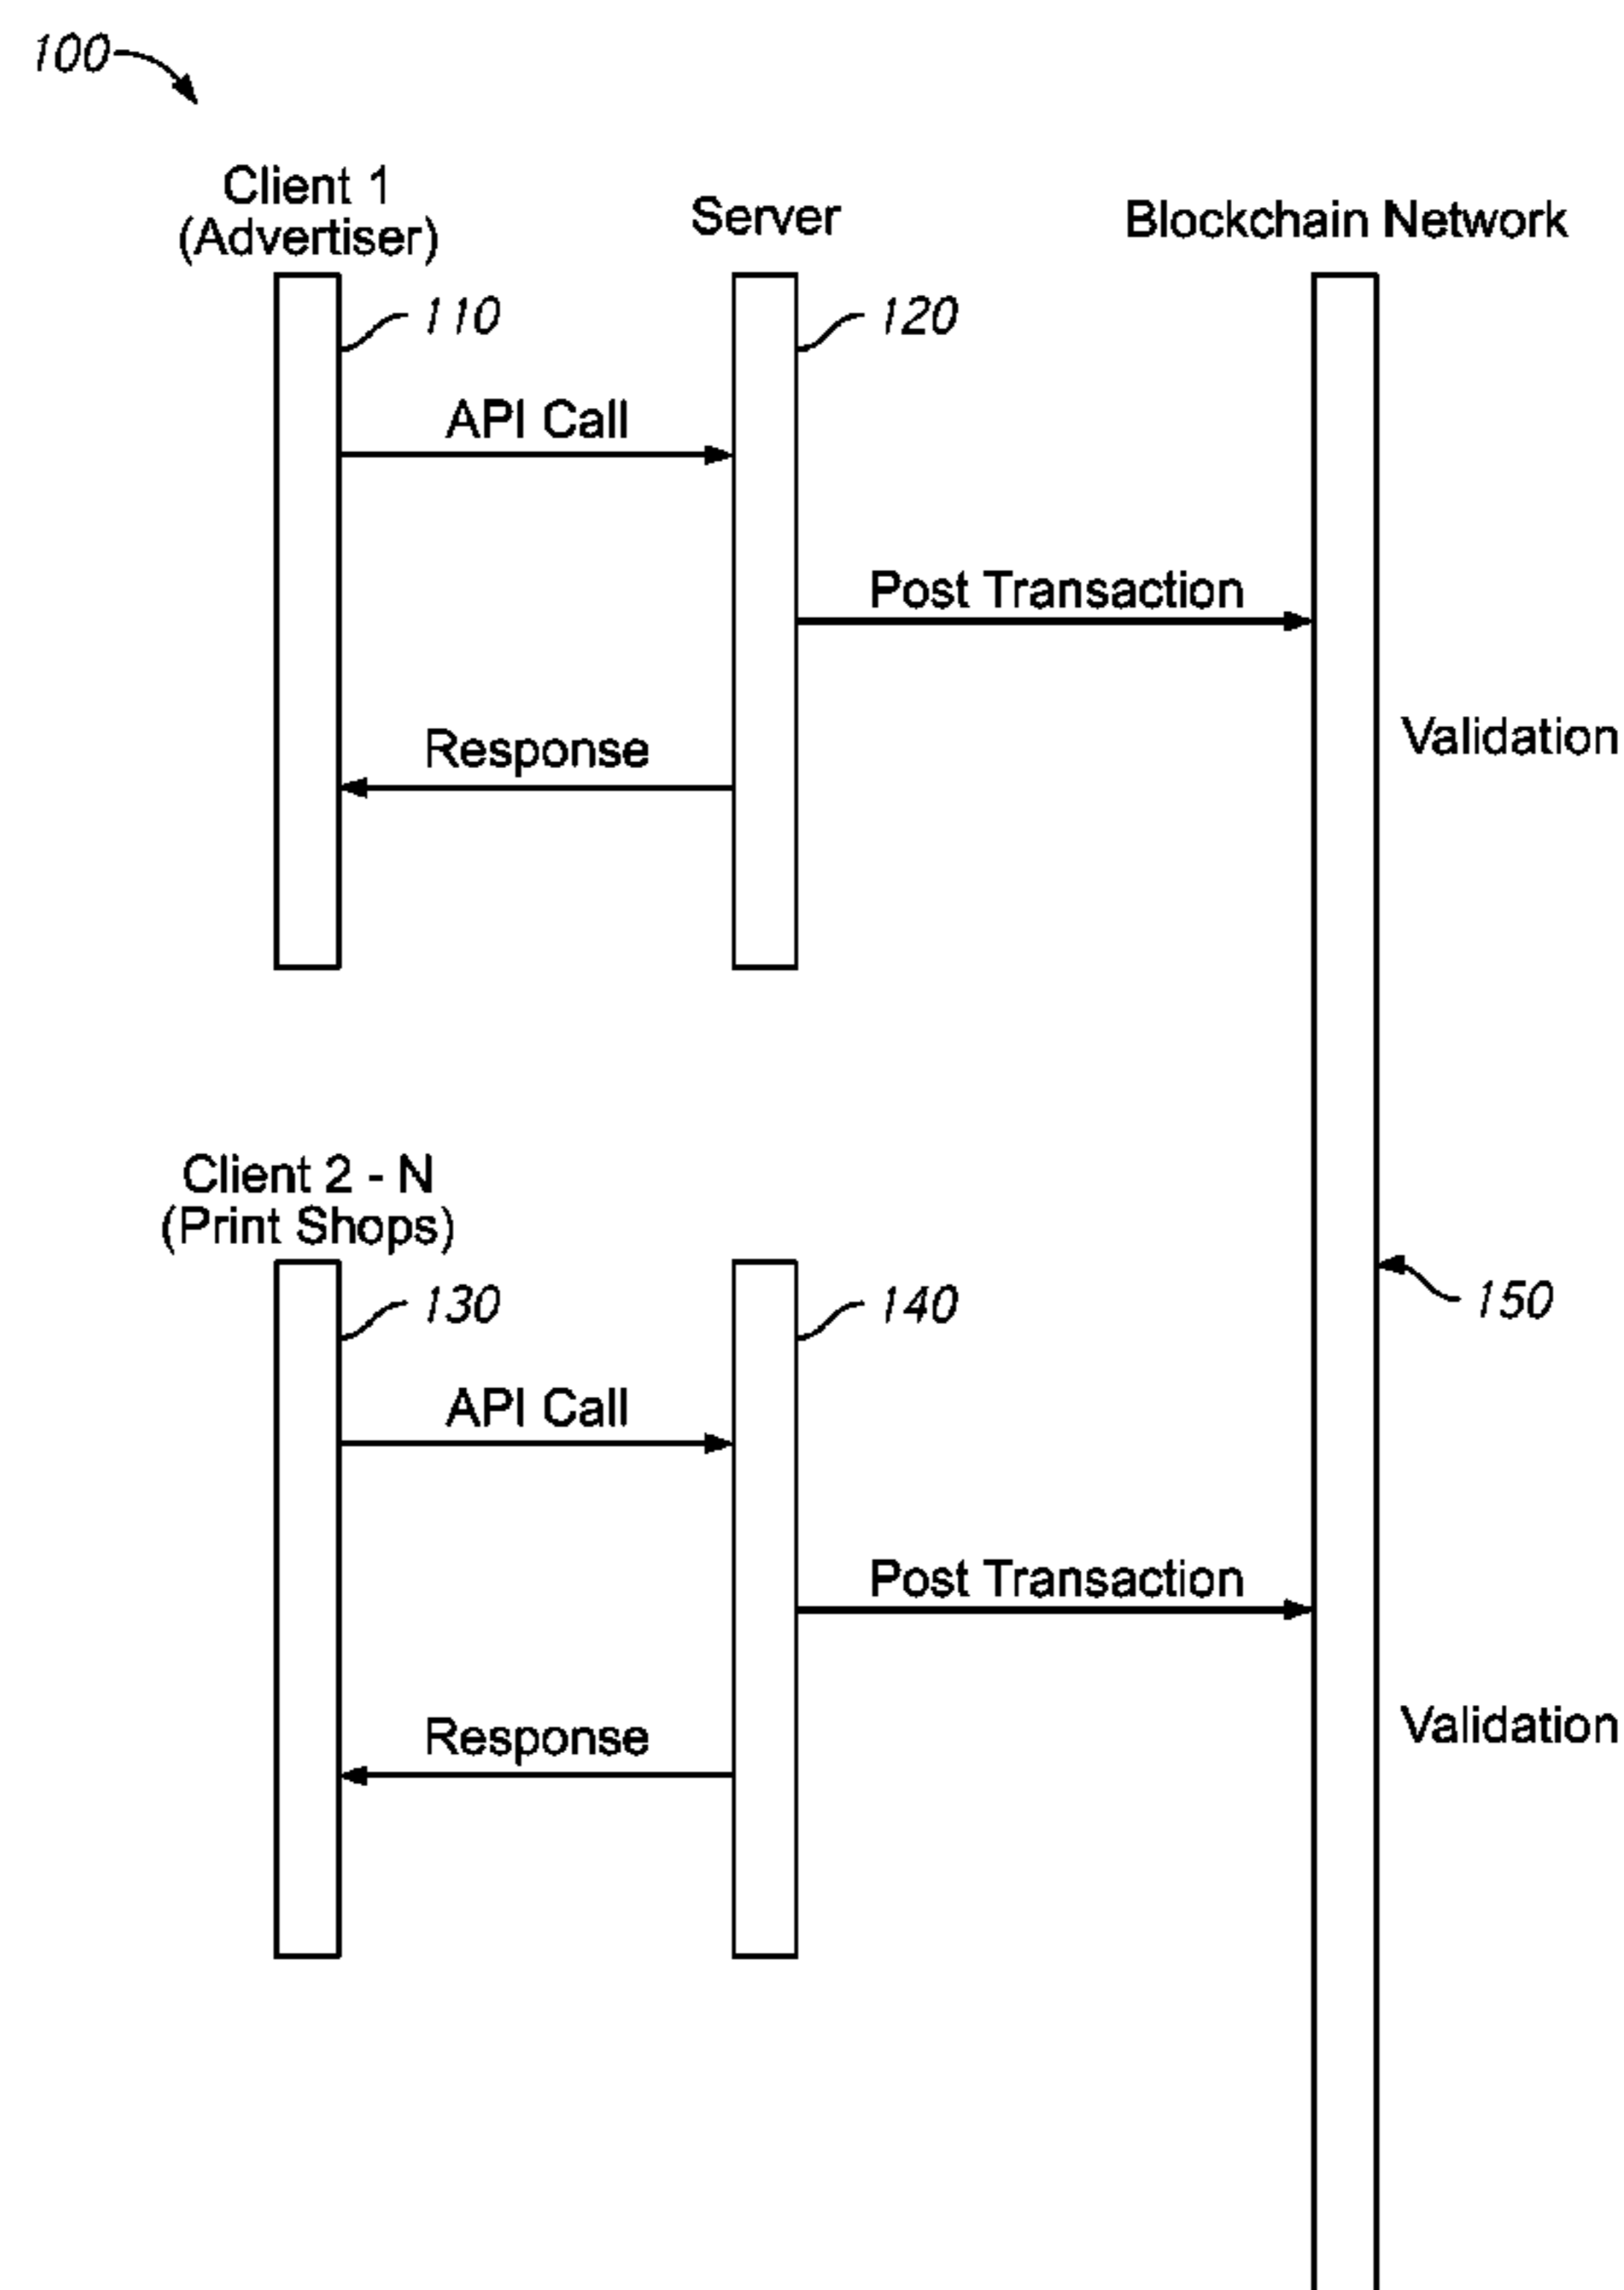 100
Client 1
(Advertiser)
Server
Blockchain Network
110
120
API Call
Post Transaction
Response
Validation
Client 2 - N
(Print Shops)
130
140
150
API Call
Post Transaction
Response
Validation